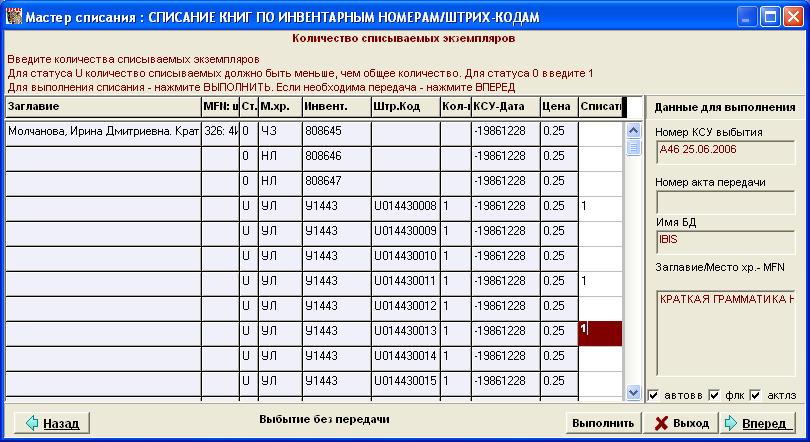 Мастер списания : СПИСАНИЕ КНИГ ПО ИНВЕНТАРНЫМ НОМЕРАМ/ШТРИХ-КОДАМ
Количество списываемых экземпляров
Введите количества списываемых экземпляров
Для статуса U количество списываемых должно быть меньше, чем общее количество. Для статуса 0 введите 1
Для выполнения списания - нажмите ВЫПОЛНИТЬ. Если необходима передача - нажмите ВПЕРЕД
Заглавие MFN: ш Ст. М.хр. Инвент. Штр.Код Кол-н КСУ-Дата Цена Списать
Молчанова, Ирина Дмитриевна. Крат 326: 4И 0 ЧЗ 808645 -19861228 0.25
0 НЛ 808646 -19861228 0.25
0 НЛ 808647 -19861228 0.25
U УЛ У1443 U014430008 1 -19861228 0.25 1
U УЛ У1443 U014430009 1 -19861228 0.25
U УЛ У1443 U014430010 1 -19861228 0.25
U УЛ У1443 U014430011 1 -19861228 0.25 1
U УЛ У1443 U014430012 1 -19861228 0.25
U УЛ У1443 U014430013 1 -19861228 0.25 1
U УЛ У1443 U014430014 1 -19861228 0.25
U УЛ У1443 U014430015 1 -19861228 0.25
Данные для выполнения
Номер КСУ выбытия
А46 25.06.2006
Номер акта передачи
Имя БД
IBIS
Заглавие/Место хр.- MFN
КРАТКАЯ ГРАММАТИКА Н
автовв флк актлз
Назад
Выбытие без передачи
Выполнить
Выход
Вперед